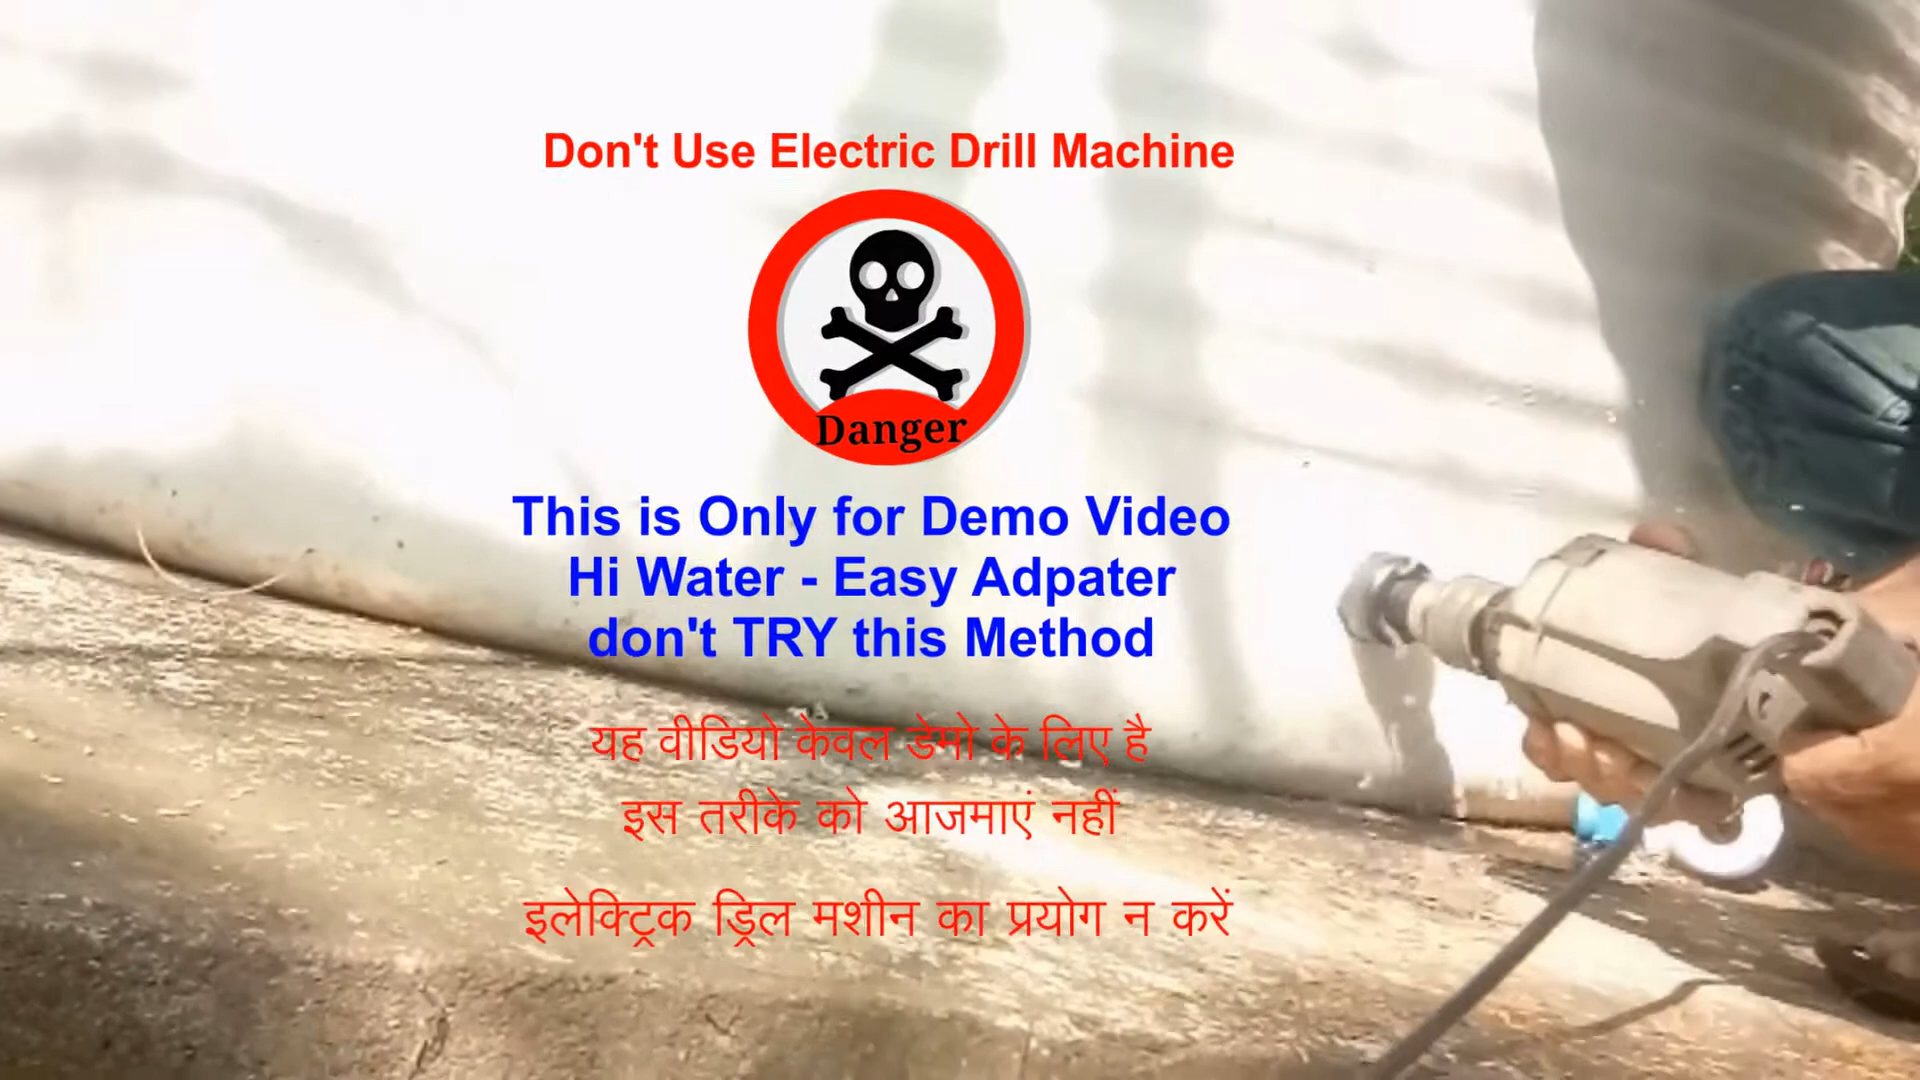 Don't Use Electric Drill Machine
Danger
This is Only for Demo Video
Hi Water - Easy Adpater
don't TRY this Method
यह वीडियो केवल डेमो के लिए है
इस तरीके को आजमाएं नहीं
इलेक्ट्रिक ड्रिल मशीन का प्रयोग न करें